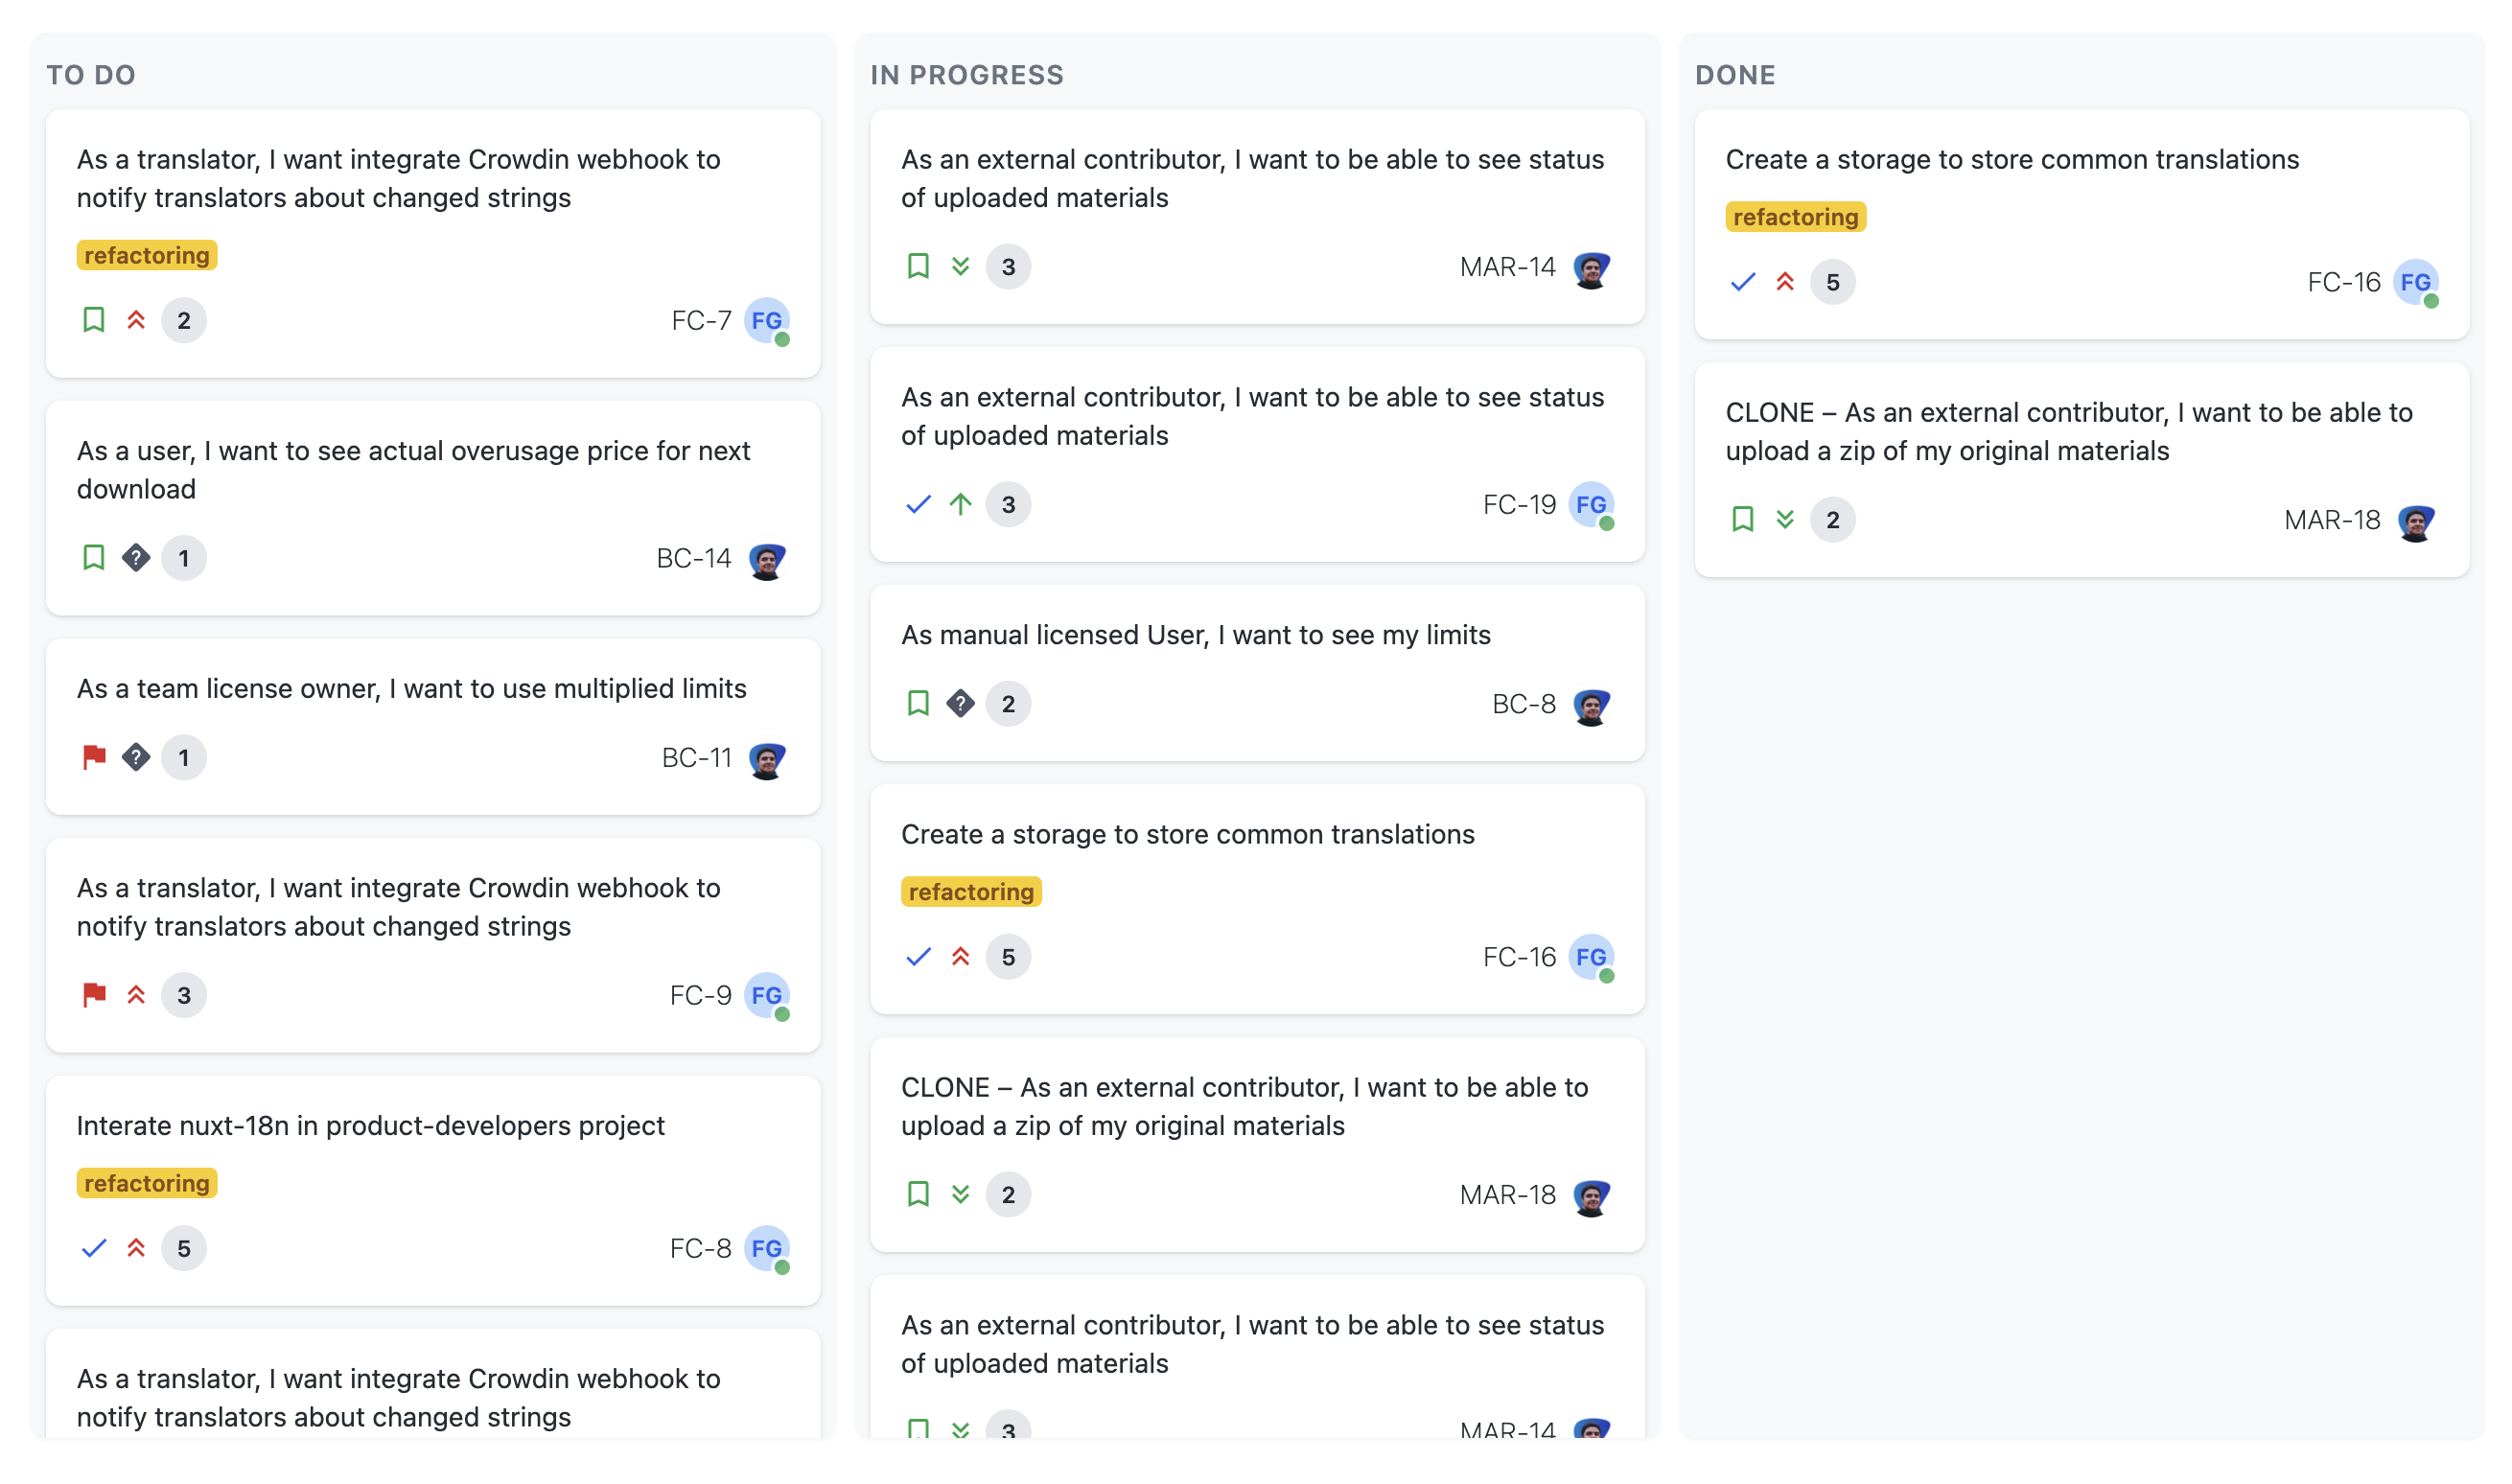 TO DO
As a translator, I want integrate Crowdin webhook to
notify translators about changed strings
refactoring
2 FC-7 FG
As a user, I want to see actual overusage price for next
download
? 1 BC-14
As a team license owner, I want to use multiplied limits
? 1 BC-11
As a translator, I want integrate Crowdin webhook to
notify translators about changed strings
3 FC-9 FG
Interate nuxt-18n in product-developers project
refactoring
5 FC-8 FG
As a translator, I want integrate Crowdin webhook to
notify translators about changed strings
IN PROGRESS
As an external contributor, I want to be able to see status
of uploaded materials
3 MAR-14
As an external contributor, I want to be able to see status
of uploaded materials
3 FC-19 FG
As manual licensed User, I want to see my limits
? 2 BC-8
Create a storage to store common translations
refactoring
5 FC-16 FG
CLONE – As an external contributor, I want to be able to
upload a zip of my original materials
2 MAR-18
As an external contributor, I want to be able to see status
of uploaded materials
3 MAR-14
DONE
Create a storage to store common translations
refactoring
5 FC-16 FG
CLONE – As an external contributor, I want to be able to
upload a zip of my original materials
2 MAR-18